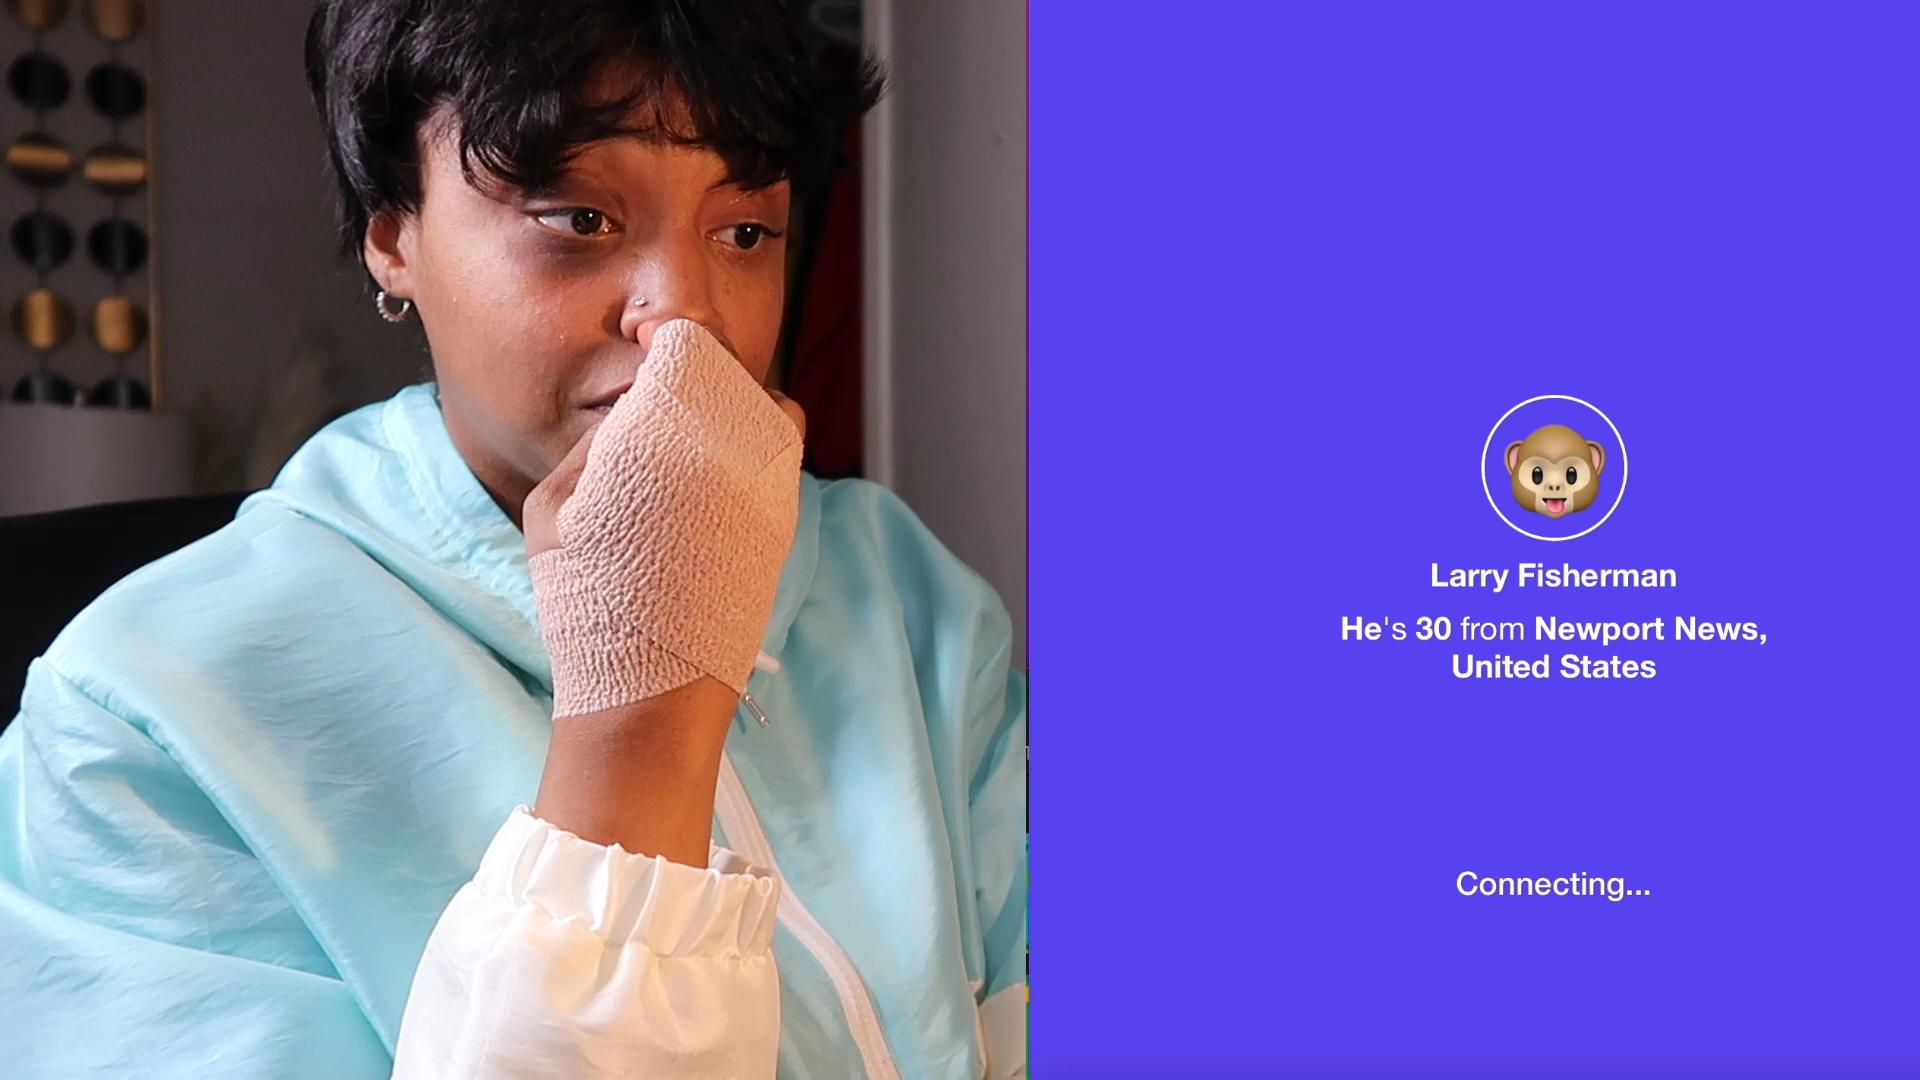 Larry Fisherman
He's 30 from Newport News,
United States
Connecting...